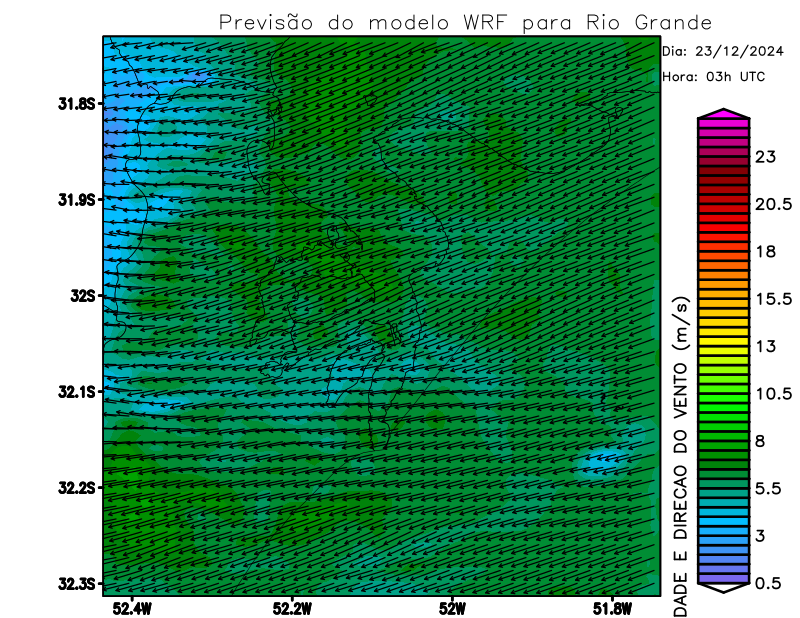 Previsão do modelo WRF para Rio Grande
Dia: 23/12/2024
Hora: 03h UTC
31.8S
31.9S
32S
32.1S
32.2S
32.3S
52.4W
52.2W
52W
51.8W
23
20.5
18
15.5
13
10.5
8
5.5
3
0.5
DADE E DIRECAO DO VENTO (m/s)